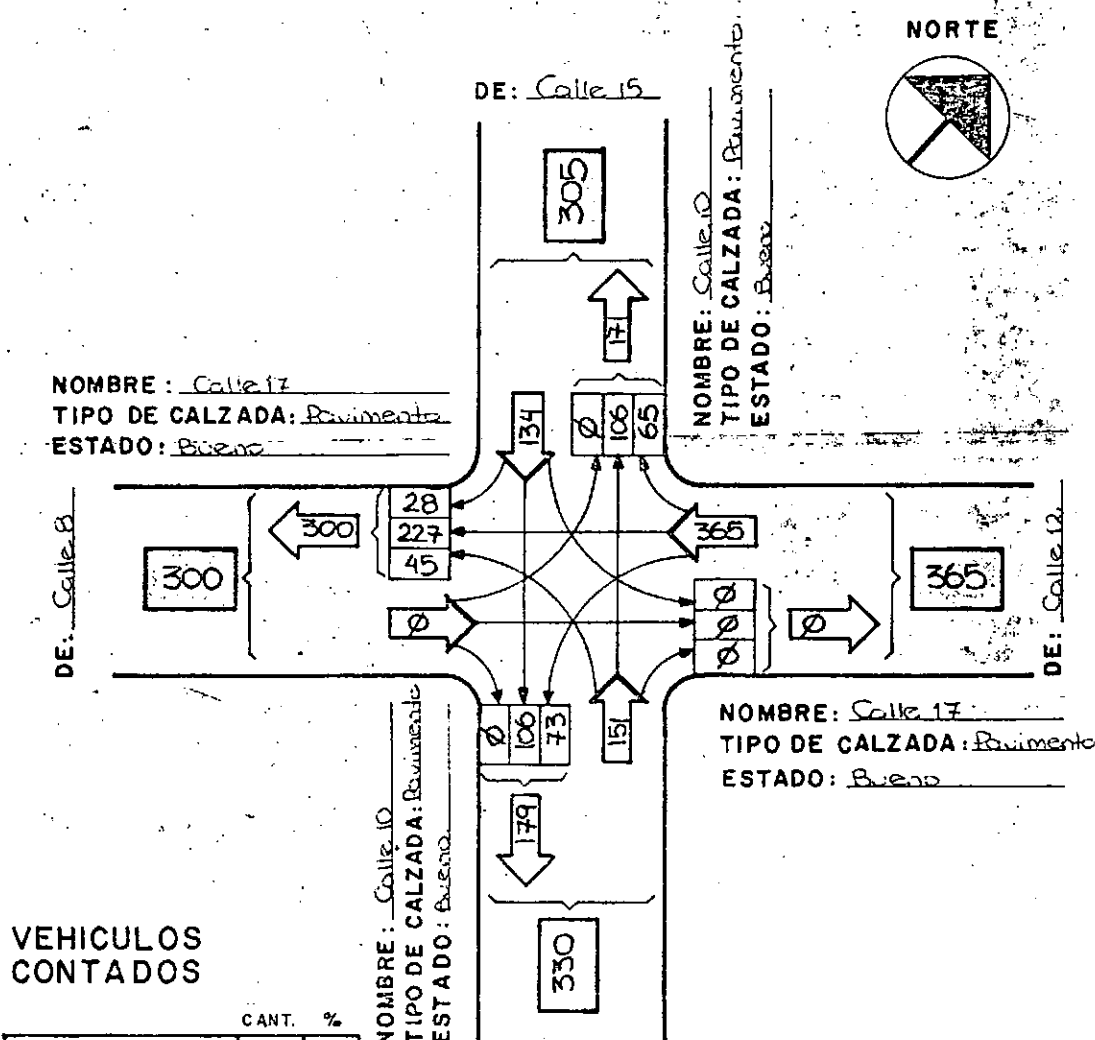 NORTE
DE: Calle 15
305
NOMBRE: Calle 10
TIPO DE CALZADA: Pavimento.
ESTADO: Bueno
17
NOMBRE: Calle 17
TIPO DE CALZADA: Pavimento
ESTADO: Bueno
134
Ø 106 65
DE: Calle 8
300
300
28
227
45
365
365
DE: Calle 12
Ø
Ø
Ø
Ø
Ø
Ø 106 73
151
NOMBRE: Calle 17
TIPO DE CALZADA: Pavimento
ESTADO: Bueno
179
NOMBRE: Calle 10
TIPO DE CALZADA: Pavimento
ESTADO: Bueno.
330
VEHICULOS
CONTADOS
CANT. %